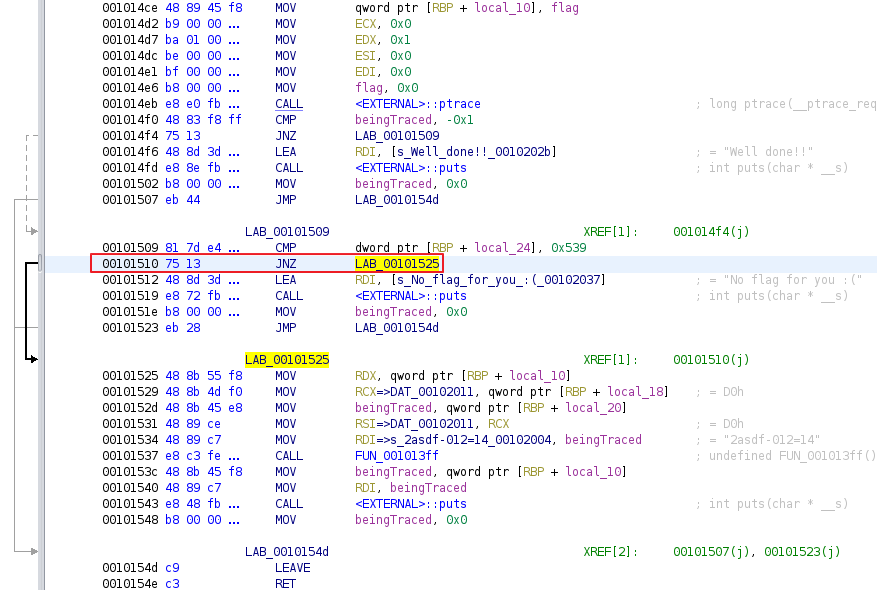 001014ce 48 89 45 f8 MOV qword ptr [RBP + local_10], flag
001014d2 b9 00 00 ... MOV ECX, 0x0
001014d7 ba 01 00 ... MOV EDX, 0x1
001014dc be 00 00 ... MOV ESI, 0x0
001014e1 bf 00 00 ... MOV EDI, 0x0
001014e6 b8 00 00 ... MOV flag, 0x0
001014eb e8 e0 fb ... CALL <EXTERNAL>::ptrace ; long ptrace(__ptrace_req
001014f0 48 83 f8 ff CMP beingTraced, -0x1
001014f4 75 13 JNZ LAB_00101509
001014f6 48 8d 3d ... LEA RDI, [s_Well_done!!_0010202b] ; = "Well done!!"
001014fd e8 8e fb ... CALL <EXTERNAL>::puts ; int puts(char * __s)
00101502 b8 00 00 ... MOV beingTraced, 0x0
00101507 eb 44 JMP LAB_0010154d
LAB_00101509 XREF[1]: 001014f4(j)
00101509 81 7d e4 ... CMP dword ptr [RBP + local_24], 0x539
00101510 75 13 JNZ LAB_00101525
00101512 48 8d 3d ... LEA RDI, [s_No_flag_for_you_:(_00102037] ; = "No flag for you :("
00101519 e8 72 fb ... CALL <EXTERNAL>::puts ; int puts(char * __s)
0010151e b8 00 00 ... MOV beingTraced, 0x0
00101523 eb 28 JMP LAB_0010154d
LAB_00101525 XREF[1]: 00101510(j)
00101525 48 8b 55 f8 MOV RDX, qword ptr [RBP + local_10]
00101529 48 8b 4d f0 MOV RCX=>DAT_00102011, qword ptr [RBP + local_18] ; = D0h
0010152d 48 8b 45 e8 MOV beingTraced, qword ptr [RBP + local_20]
00101531 48 89 ce MOV RSI=>DAT_00102011, RCX ; = D0h
00101534 48 89 c7 MOV RDI=>s_2asdf-012=14_00102004, beingTraced ; = "2asdf-012=14"
00101537 e8 c3 fe ... CALL FUN_001013ff ; undefined FUN_001013ff()
0010153c 48 8b 45 f8 MOV beingTraced, qword ptr [RBP + local_10]
00101540 48 89 c7 MOV RDI, beingTraced
00101543 e8 48 fb ... CALL <EXTERNAL>::puts ; int puts(char * __s)
00101548 b8 00 00 ... MOV beingTraced, 0x0
LAB_0010154d XREF[2]: 00101507(j), 00101523(j)
0010154d c9 LEAVE
0010154e c3 RET